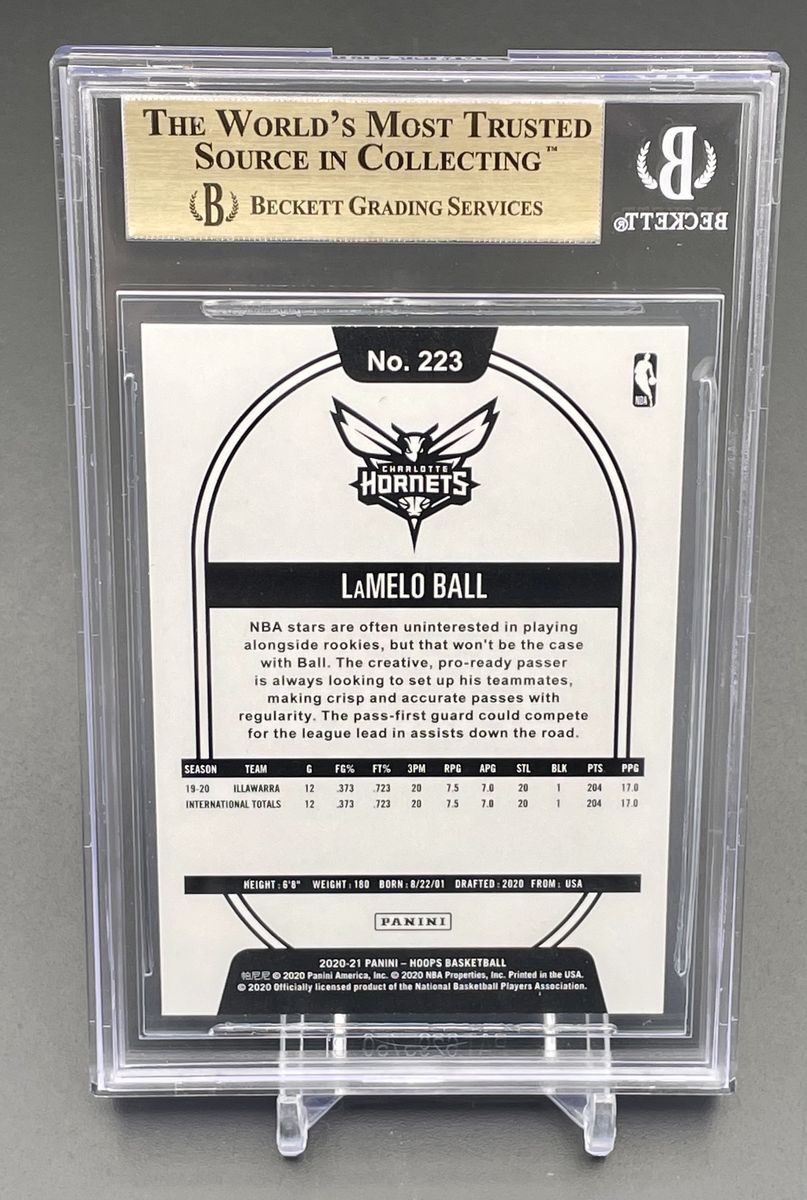 THE WORLD'S MOST TRUSTED
SOURCE IN COLLECTING™
B BECKETT GRADING SERVICES
B
BECKETT®
No. 223
NBA
CHARLOTTE
HORNETS
LAMELO BALL
NBA stars are often uninterested in playing
alongside rookies, but that won't be the case
with Ball. The creative, pro-ready passer
is always looking to set up his teammates,
making crisp and accurate passes with
regularity. The pass-first guard could compete
for the league lead in assists down the road.
SEASON TEAM G FG% FT% 3PM RPG APG STL BLK PTS PPG
19-20 ILLAWARRA 12 .373 .723 20 7.5 7.0 20 1 204 17.0
INTERNATIONAL TOTALS 12 .373 .723 20 7.5 7.0 20 1 204 17.0
HEIGHT: 6'8" WEIGHT: 180 BORN: 8/22/01 DRAFTED: 2020 FROM: USA
PANINI
2020-21 PANINI – HOOPS BASKETBALL
帕尼尼 © 2020 Panini America, Inc. © 2020 NBA Properties, Inc. Printed in the USA.
© 2020 Officially licensed product of the National Basketball Players Association.